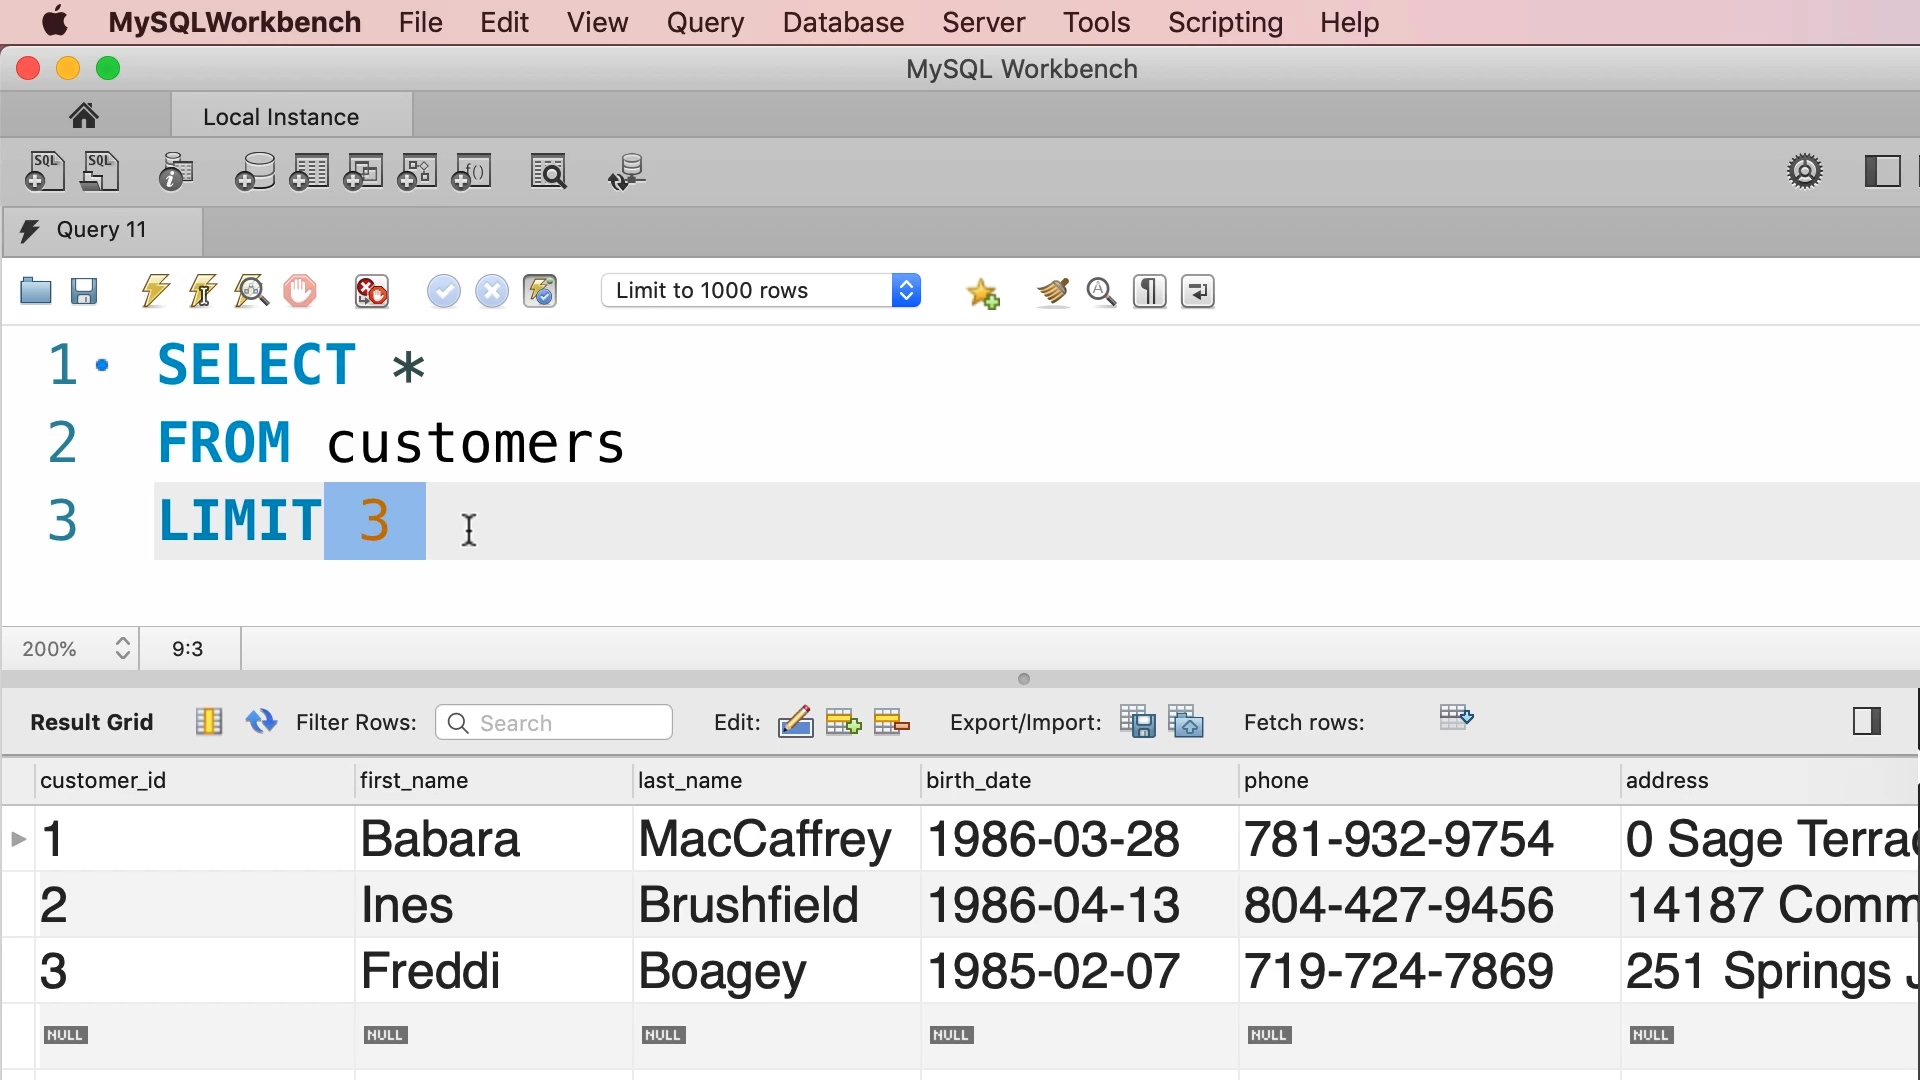 MySQLWorkbench File Edit View Query Database Server Tools Scripting Help
MySQL Workbench
Local Instance
SQL SQL
Query 11
Limit to 1000 rows
1 SELECT *
2 FROM customers
3 LIMIT 3
200% 9:3
Result Grid Filter Rows: Search Edit: Export/Import: Fetch rows:
customer_id first_name last_name birth_date phone address
1 Babara MacCaffrey 1986-03-28 781-932-9754 0 Sage Terrac
2 Ines Brushfield 1986-04-13 804-427-9456 14187 Comm
3 Freddi Boagey 1985-02-07 719-724-7869 251 Springs J
NULL NULL NULL NULL NULL NULL